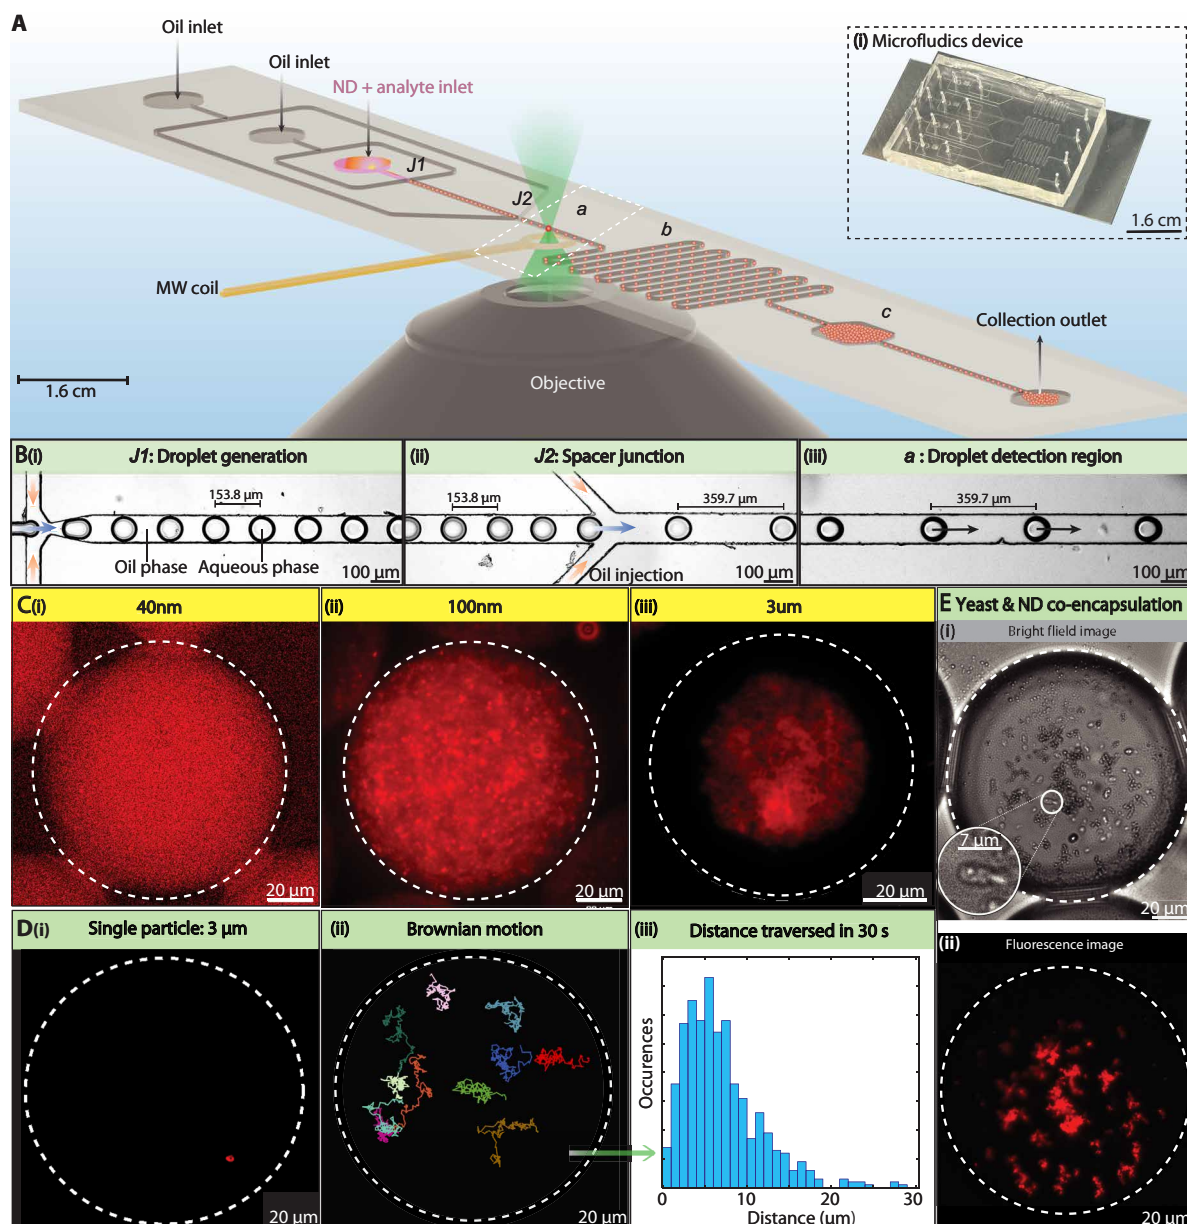 A
Oil inlet
Oil inlet
ND + analyte inlet
J1
J2
a
b
c
MW coil
Collection outlet
Objective
1.6 cm
(i) Microfludics device
1.6 cm
B(i) J1: Droplet generation
153.8 µm
Oil phase
Aqueous phase
100 µm
(ii) J2: Spacer junction
153.8 µm
359.7 µm
Oil injection
100 µm
(iii) a : Droplet detection region
359.7 µm
100 µm
C(i) 40nm
20 µm
(ii) 100nm
20 µm
(iii) 3um
20 µm
D(i) Single particle: 3 µm
20 µm
(ii) Brownian motion
20 µm
(iii) Distance traversed in 30 s
Occurences
0 10 20 30
Distance (um)
E Yeast & ND co-encapsulation
(i) Bright flield image
7 µm
20 µm
(ii) Fluorescence image
20 µm